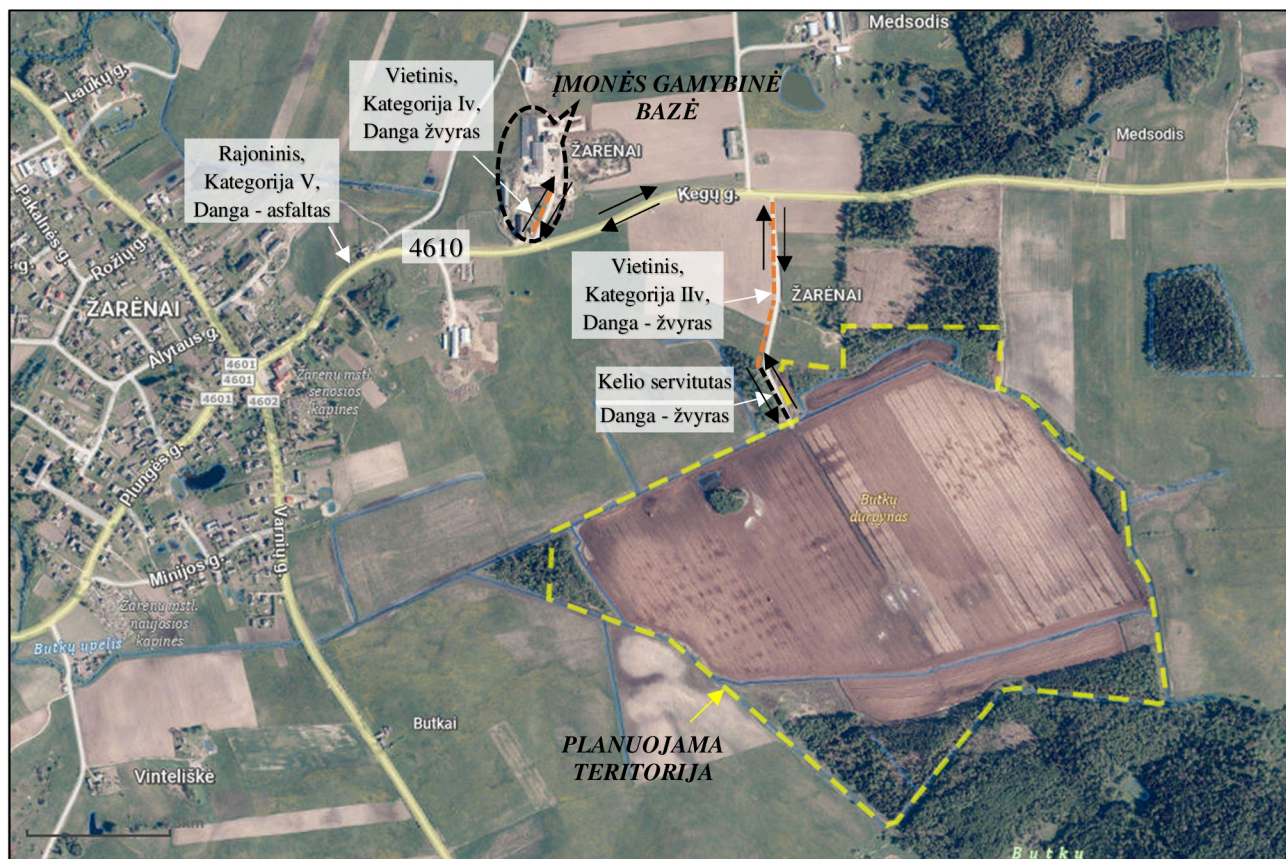 Medsodis
Laukų g.
Vietinis,
Kategorija Iv,
Danga žvyras
ĮMONĖS GAMYBINĖ
BAZĖ
ŽARĖNAI
Medsodis
Rajoninis,
Kategorija V,
Danga - asfaltas
Pakalnės g.
Rožių g.
Kegų g.
4610
g.
Vietinis,
Kategorija IIv,
Danga - žvyras
ŽARĖNAI
ŽARĖNAI
Alytaus g.
4601
4601
4601
4602
Žarėnų mstl.
senosios
kapinės
Kelio servitutas
Danga - žvyras
Plungės g.
Varnių g.
Butkų
durpynas
Minijos g.
Žarėnų mstl.
naujosios
kapinės
Butkų upelis
Butkai
PLANUOJAMA
TERITORIJA
Vinteliškė
Butkų